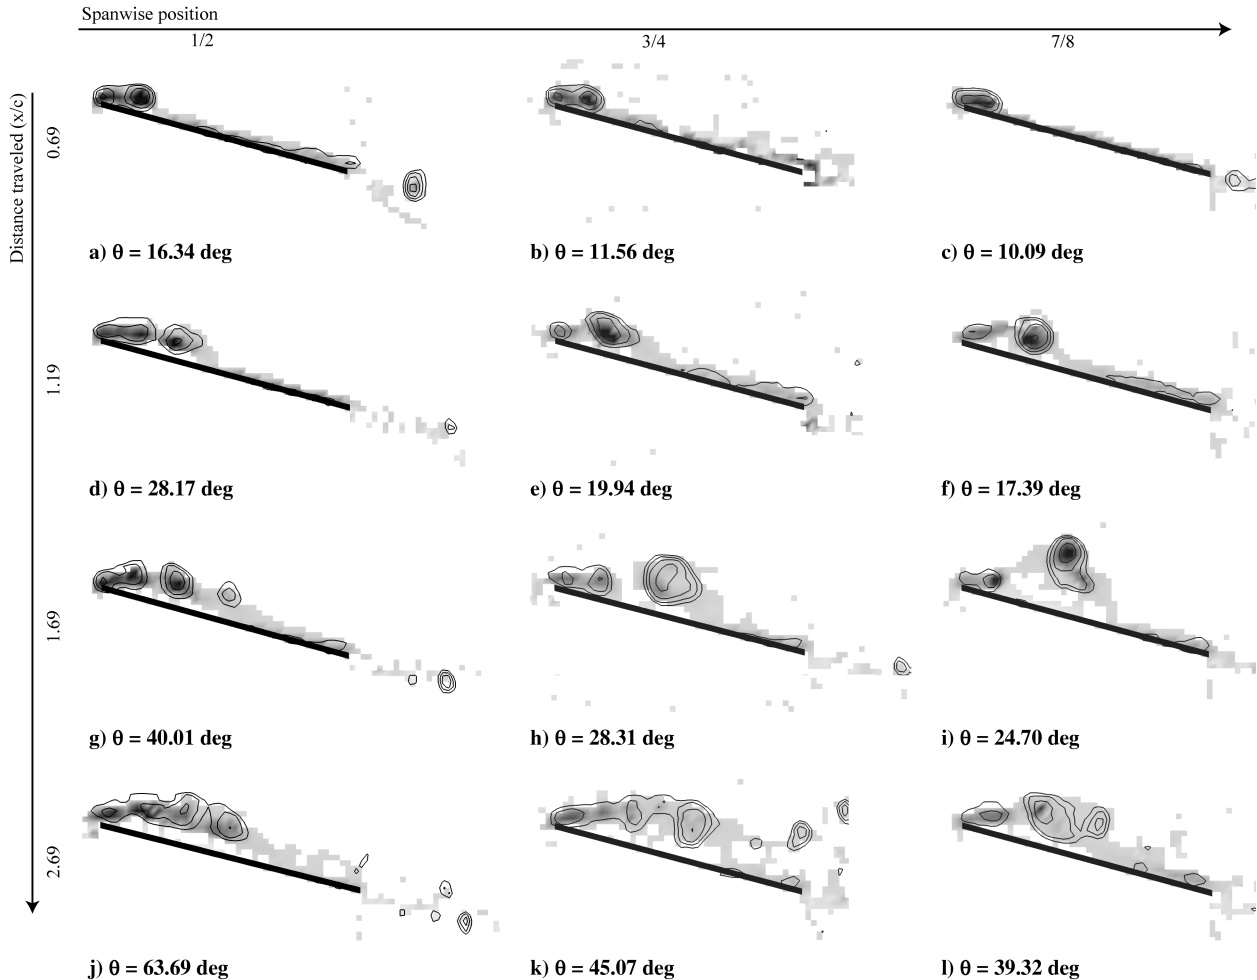 Spanwise position
1/2 3/4 7/8
Distance traveled (x/c)
0.69
a) θ = 16.34 deg b) θ = 11.56 deg c) θ = 10.09 deg
1.19
d) θ = 28.17 deg e) θ = 19.94 deg f) θ = 17.39 deg
1.69
g) θ = 40.01 deg h) θ = 28.31 deg i) θ = 24.70 deg
2.69
j) θ = 63.69 deg k) θ = 45.07 deg l) θ = 39.32 deg